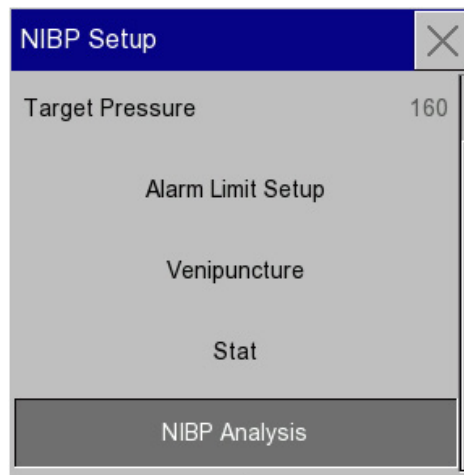 NIBP Setup
Target Pressure 160
Alarm Limit Setup
Venipuncture
Stat
NIBP Analysis